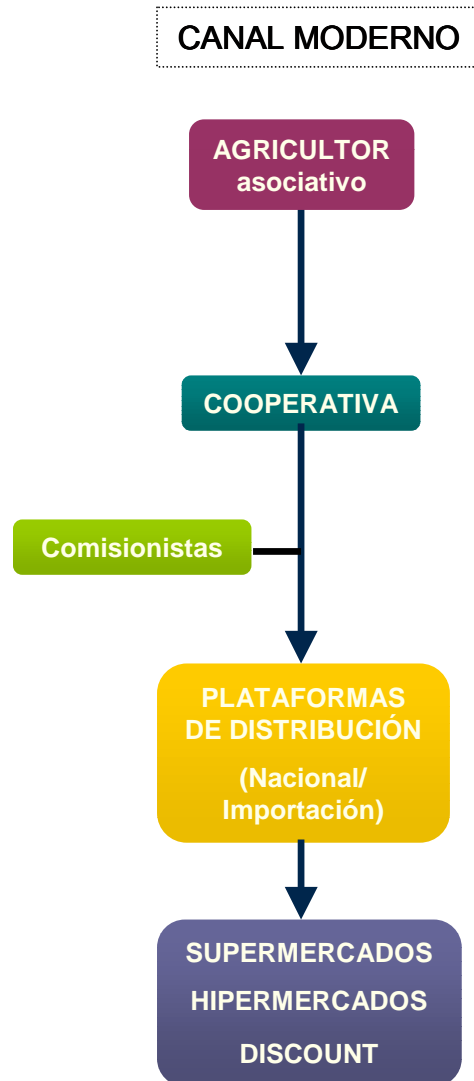 CANAL MODERNO
AGRICULTOR
asociativo
COOPERATIVA
Comisionistas
PLATAFORMAS
DE DISTRIBUCIÓN
(Nacional/
Importación)
SUPERMERCADOS
HIPERMERCADOS
DISCOUNT